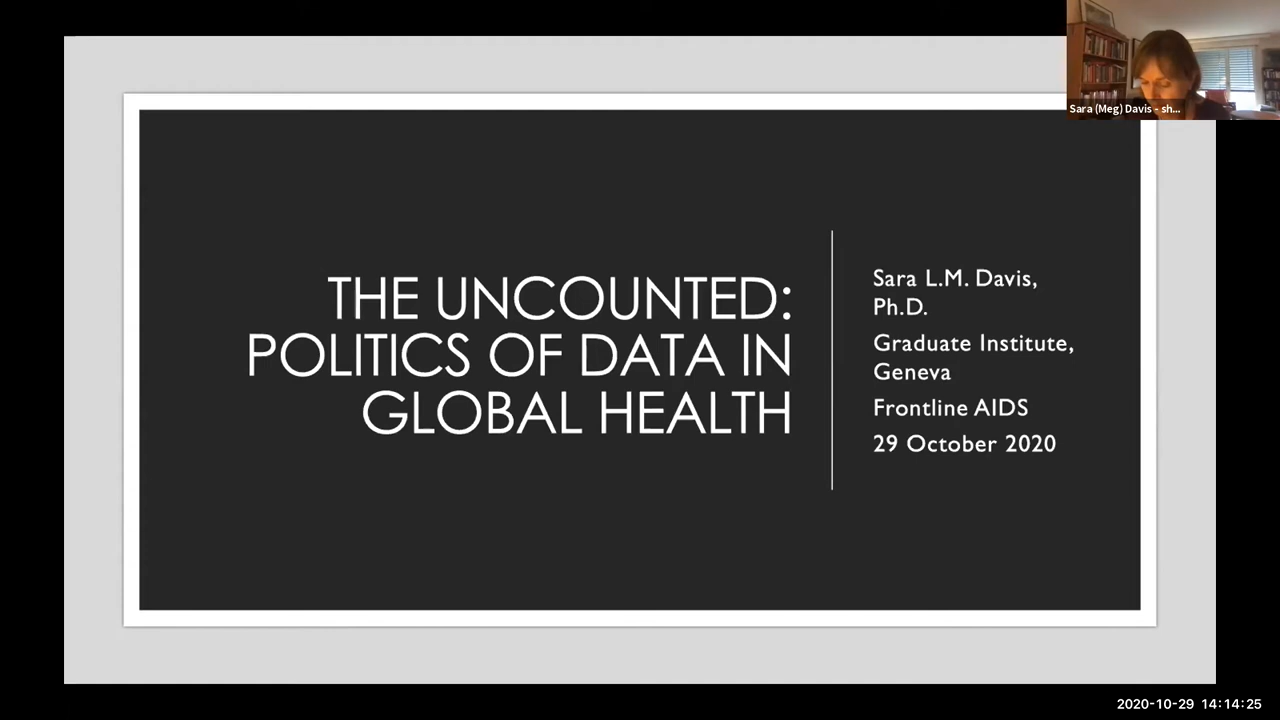 Sara (Meg) Davis - sh...
THE UNCOUNTED:
POLITICS OF DATA IN
GLOBAL HEALTH
Sara L.M. Davis,
Ph.D.
Graduate Institute,
Geneva
Frontline AIDS
29 October 2020
2020-10-29 14:14:25